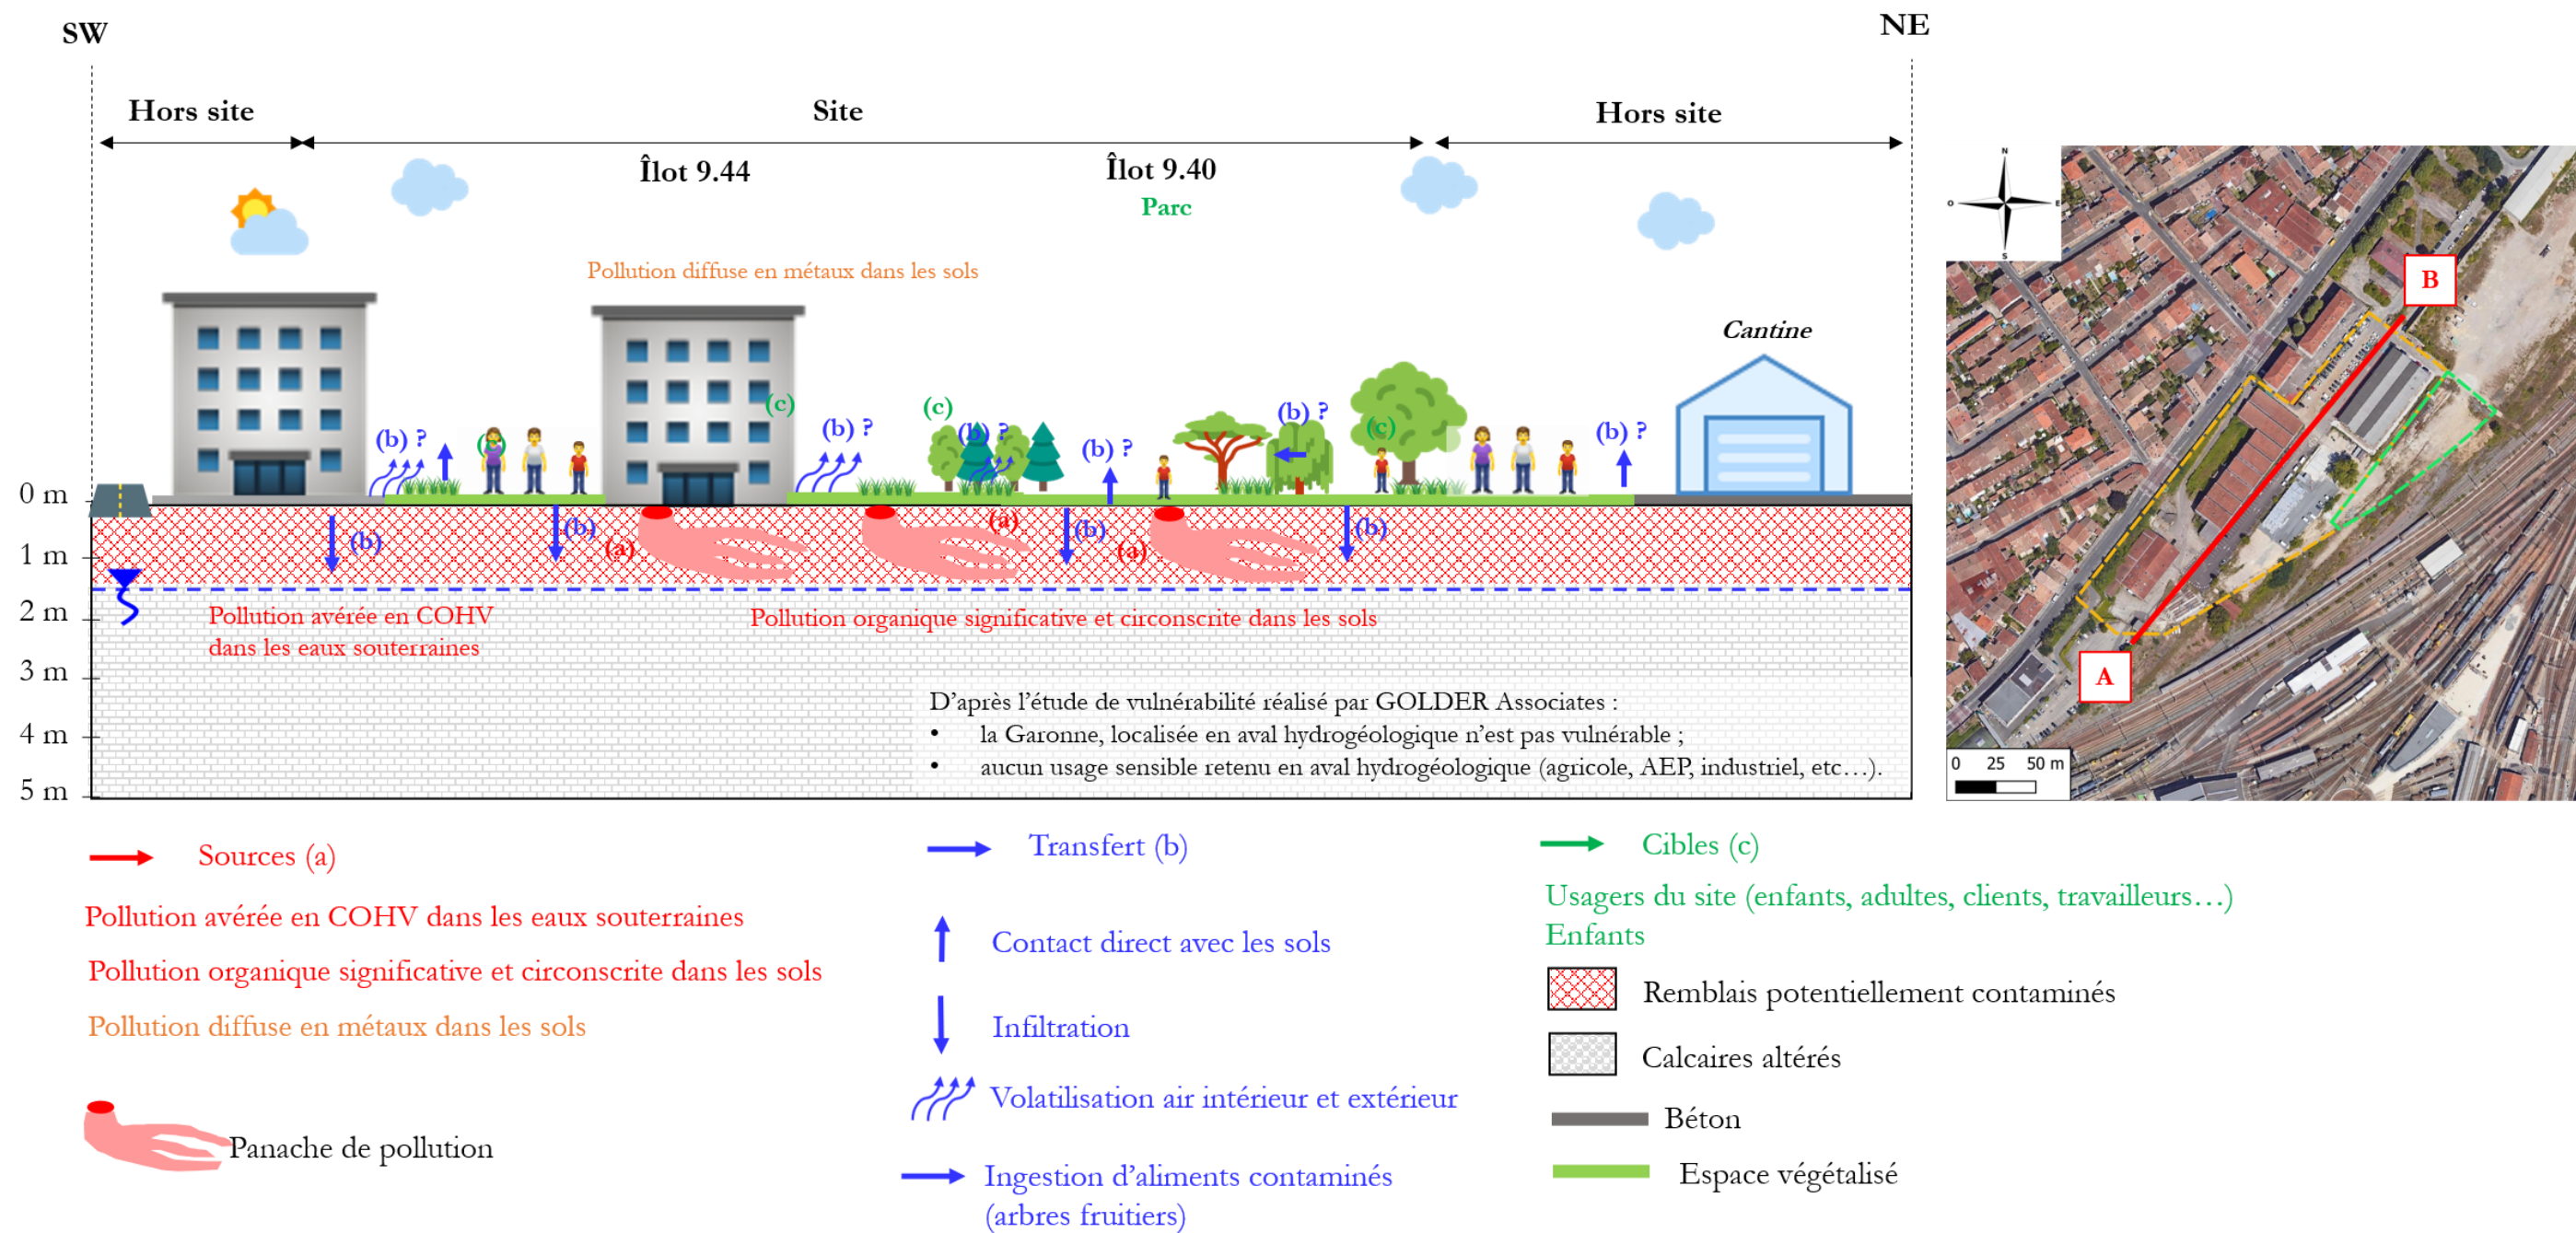 SW
NE
Hors site
Site
Hors site
Îlot 9.44
Îlot 9.40
Parc
Pollution diffuse en métaux dans les sols
Cantine
(c)
(c)
(c)
(c)
(b) ?
(b) ?
(b) ?
(b) ?
(b) ?
(b) ?
0 m
1 m
2 m
3 m
4 m
5 m
(b)
(b)
(a)
(a)
(b)
(a)
(b)
Pollution avérée en COHV
dans les eaux souterraines
Pollution organique significative et circonscrite dans les sols
D'après l'étude de vulnérabilité réalisé par GOLDER Associates :
• la Garonne, localisée en aval hydrogéologique n'est pas vulnérable ;
• aucun usage sensible retenu en aval hydrogéologique (agricole, AEP, industriel, etc…).
N
O
E
S
B
A
0 25 50 m
Sources (a)
Pollution avérée en COHV dans les eaux souterraines
Pollution organique significative et circonscrite dans les sols
Pollution diffuse en métaux dans les sols
Panache de pollution
Transfert (b)
Contact direct avec les sols
Infiltration
Volatilisation air intérieur et extérieur
Ingestion d'aliments contaminés
(arbres fruitiers)
Cibles (c)
Usagers du site (enfants, adultes, clients, travailleurs…)
Enfants
Remblais potentiellement contaminés
Calcaires altérés
Béton
Espace végétalisé